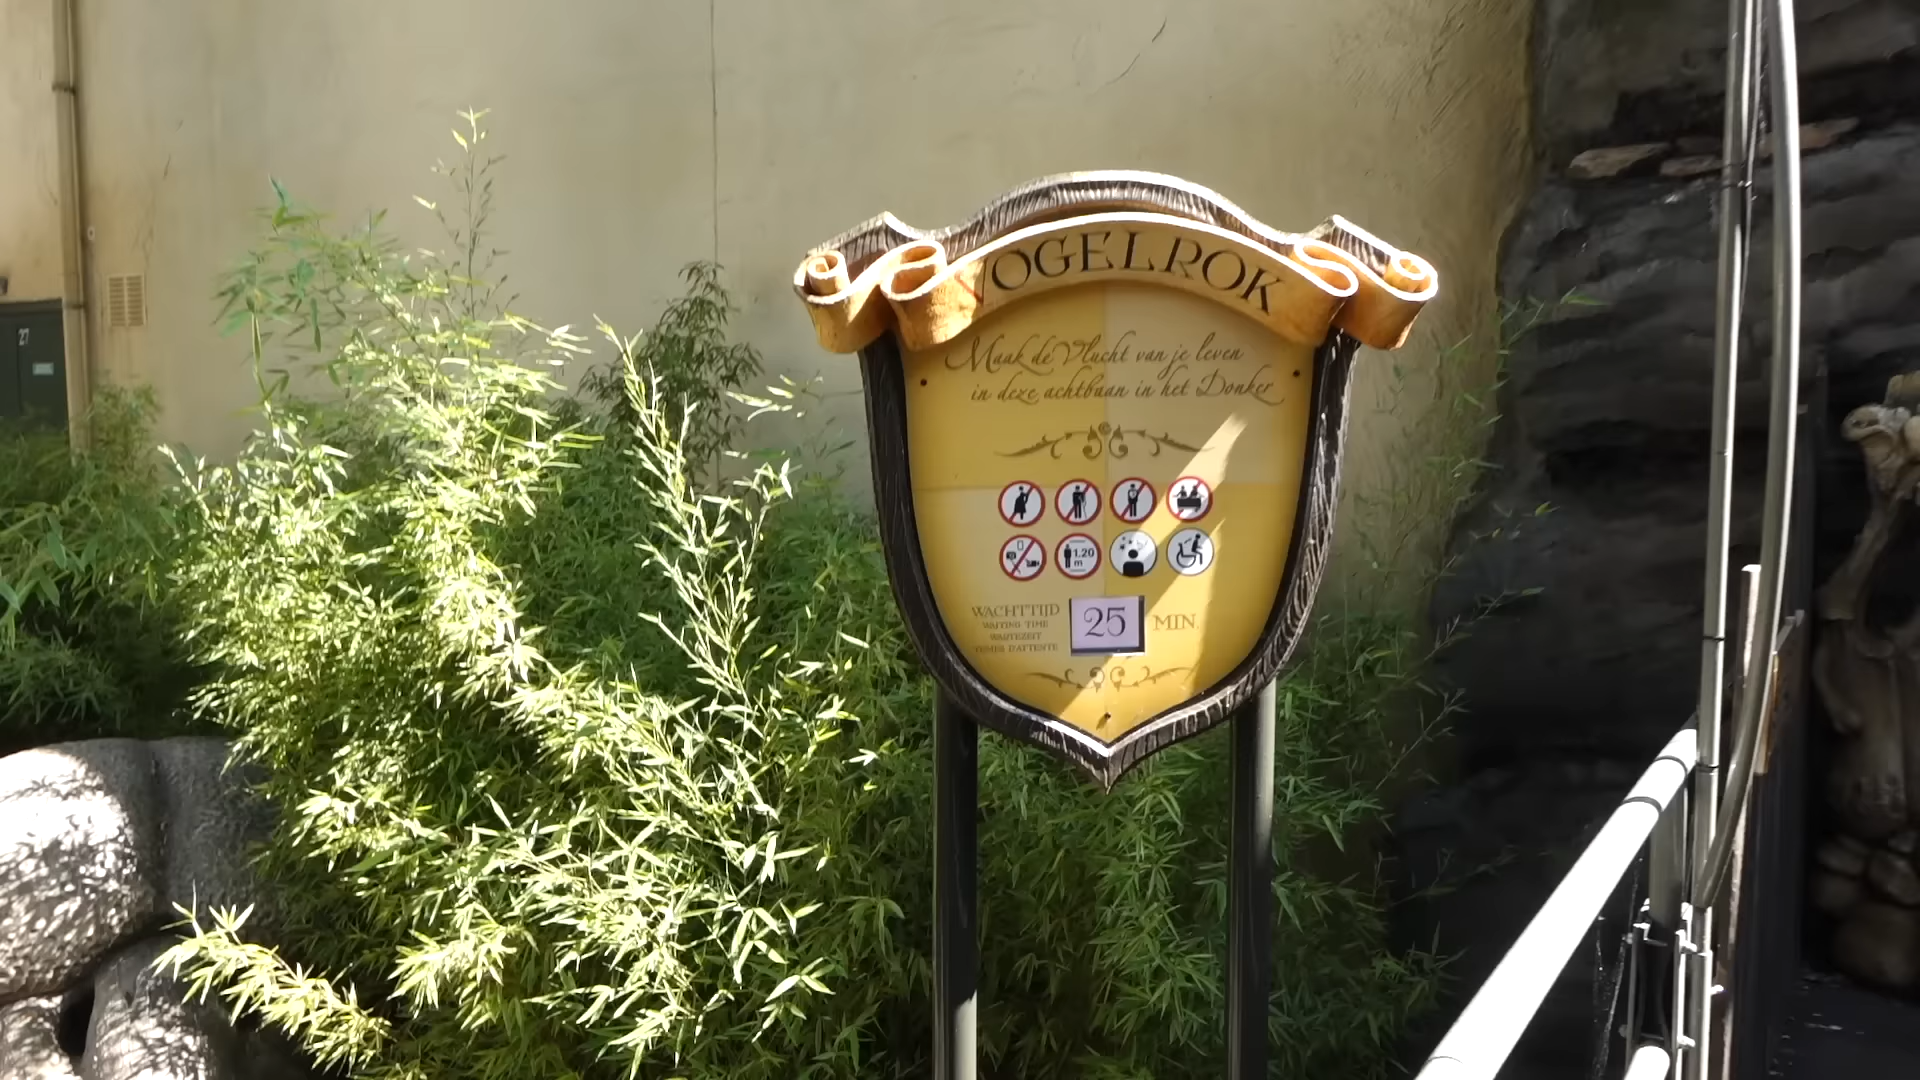 VOGELROK
Maak de Vlucht van je leven
in deze achtbaan in het Donker
1.20
m
WACHTTIJD
WAITING TIME
WARTEZEIT
TEMPS D'ATTENTE
25
MIN.
27